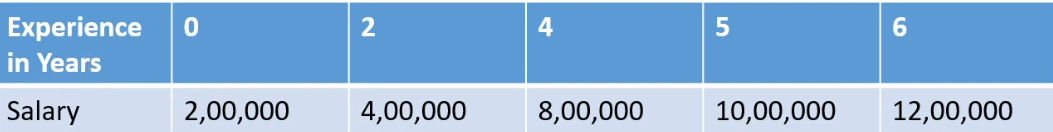 Experience in Years 0 2 4 5 6
Salary 2,00,000 4,00,000 8,00,000 10,00,000 12,00,000